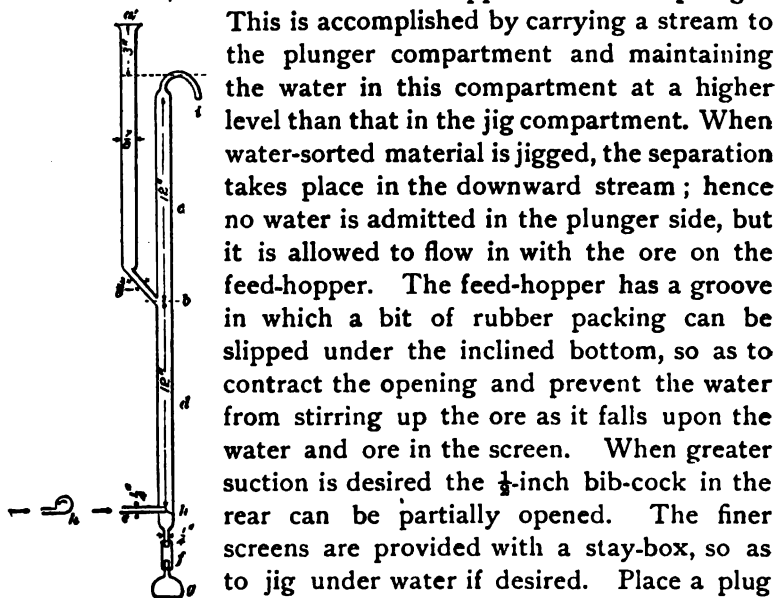 This is accomplished by carrying a stream to
the plunger compartment and maintaining
the water in this compartment at a higher
level than that in the jig compartment. When
water-sorted material is jigged, the separation
takes place in the downward stream ; hence
no water is admitted in the plunger side, but
it is allowed to flow in with the ore on the
feed-hopper. The feed-hopper has a groove
in which a bit of rubber packing can be
slipped under the inclined bottom, so as to
contract the opening and prevent the water
from stirring up the ore as it falls upon the
water and ore in the screen. When greater
suction is desired the ½-inch bib-cock in the
rear can be partially opened. The finer
screens are provided with a stay-box, so as
to jig under water if desired. Place a plug
3"
i
12"
a
b
12"
d
h
h
f
g